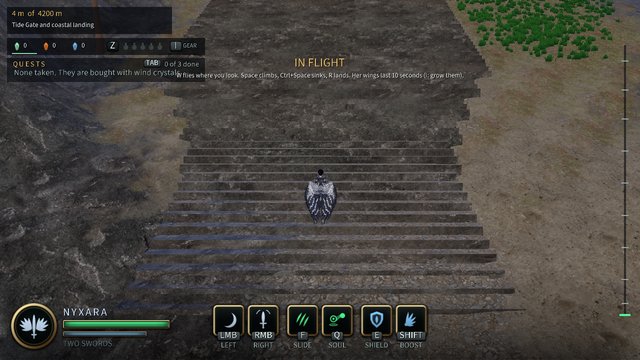 4 m of 4200 m
Tide Gate and coastal landing
0 0 0 Z I GEAR
QUESTS TAB 0 of 3 done
None taken. They are bought with wind crystals
IN FLIGHT
flies where you look. Space climbs, Ctrl+Space sinks, R lands. Her wings last 10 seconds (: grow them).
NYXARA
TWO SWORDS
LMB RMB F Q E SHIFT
LEFT RIGHT SLIDE SOUL SHIELD BOOST